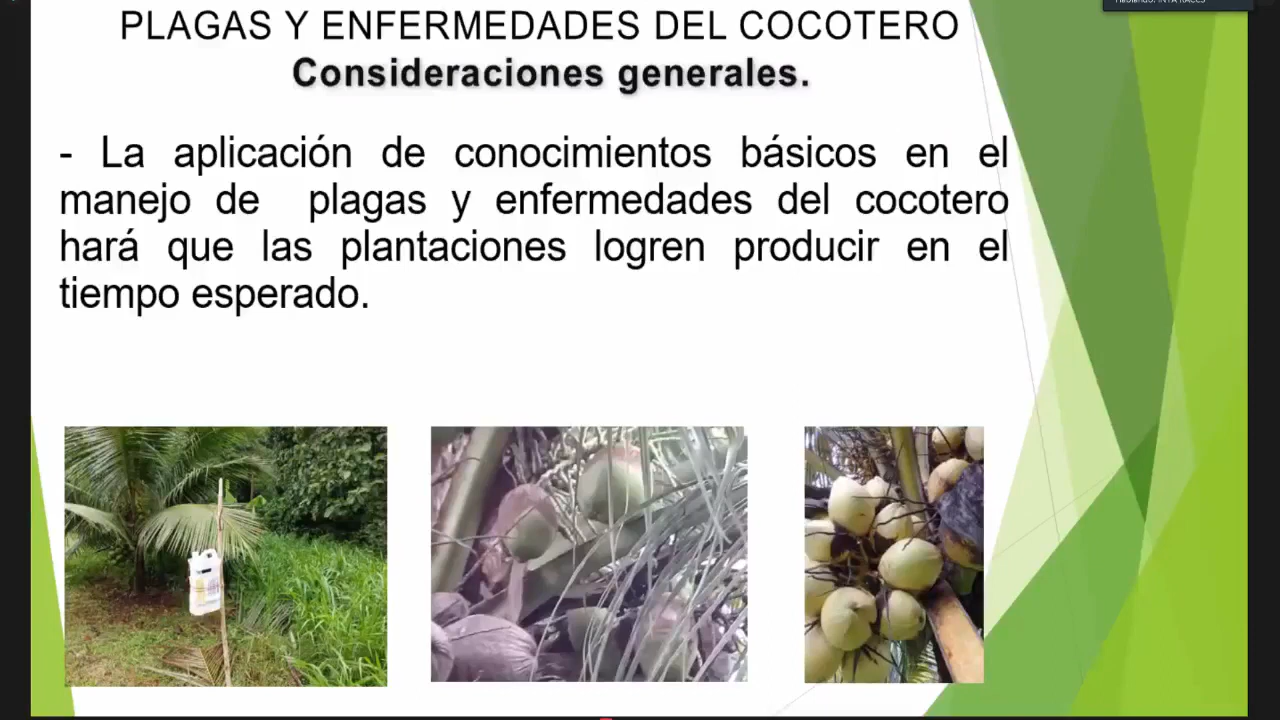 PLAGAS Y ENFERMEDADES DEL COCOTERO
Consideraciones generales.
- La aplicación de conocimientos básicos en el
manejo de plagas y enfermedades del cocotero
hará que las plantaciones logren producir en el
tiempo esperado.